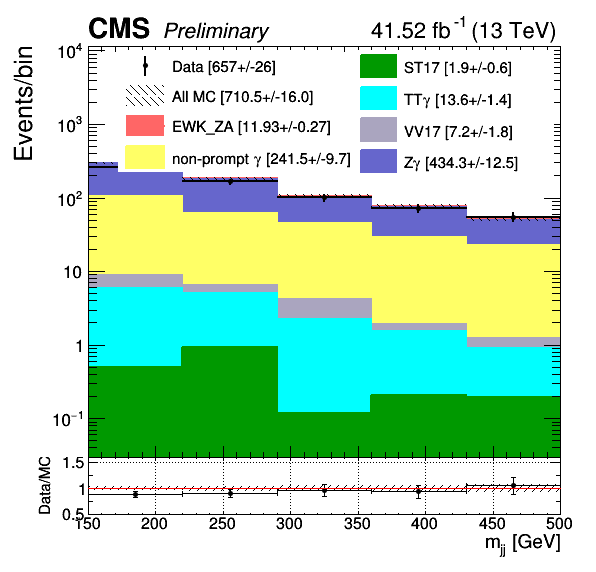 CMS Preliminary 41.52 fb⁻¹ (13 TeV)
Events/bin
10⁴
10³
10²
10
1
10⁻¹
Data [657+/-26]
All MC [710.5+/-16.0]
EWK_ZA [11.93+/-0.27]
non-prompt γ [241.5+/-9.7]
ST17 [1.9+/-0.6]
TTγ [13.6+/-1.4]
VV17 [7.2+/-1.8]
Zγ [434.3+/-12.5]
Data/MC
1.5
1
0.5
150 200 250 300 350 400 450 500
m_jj [GeV]